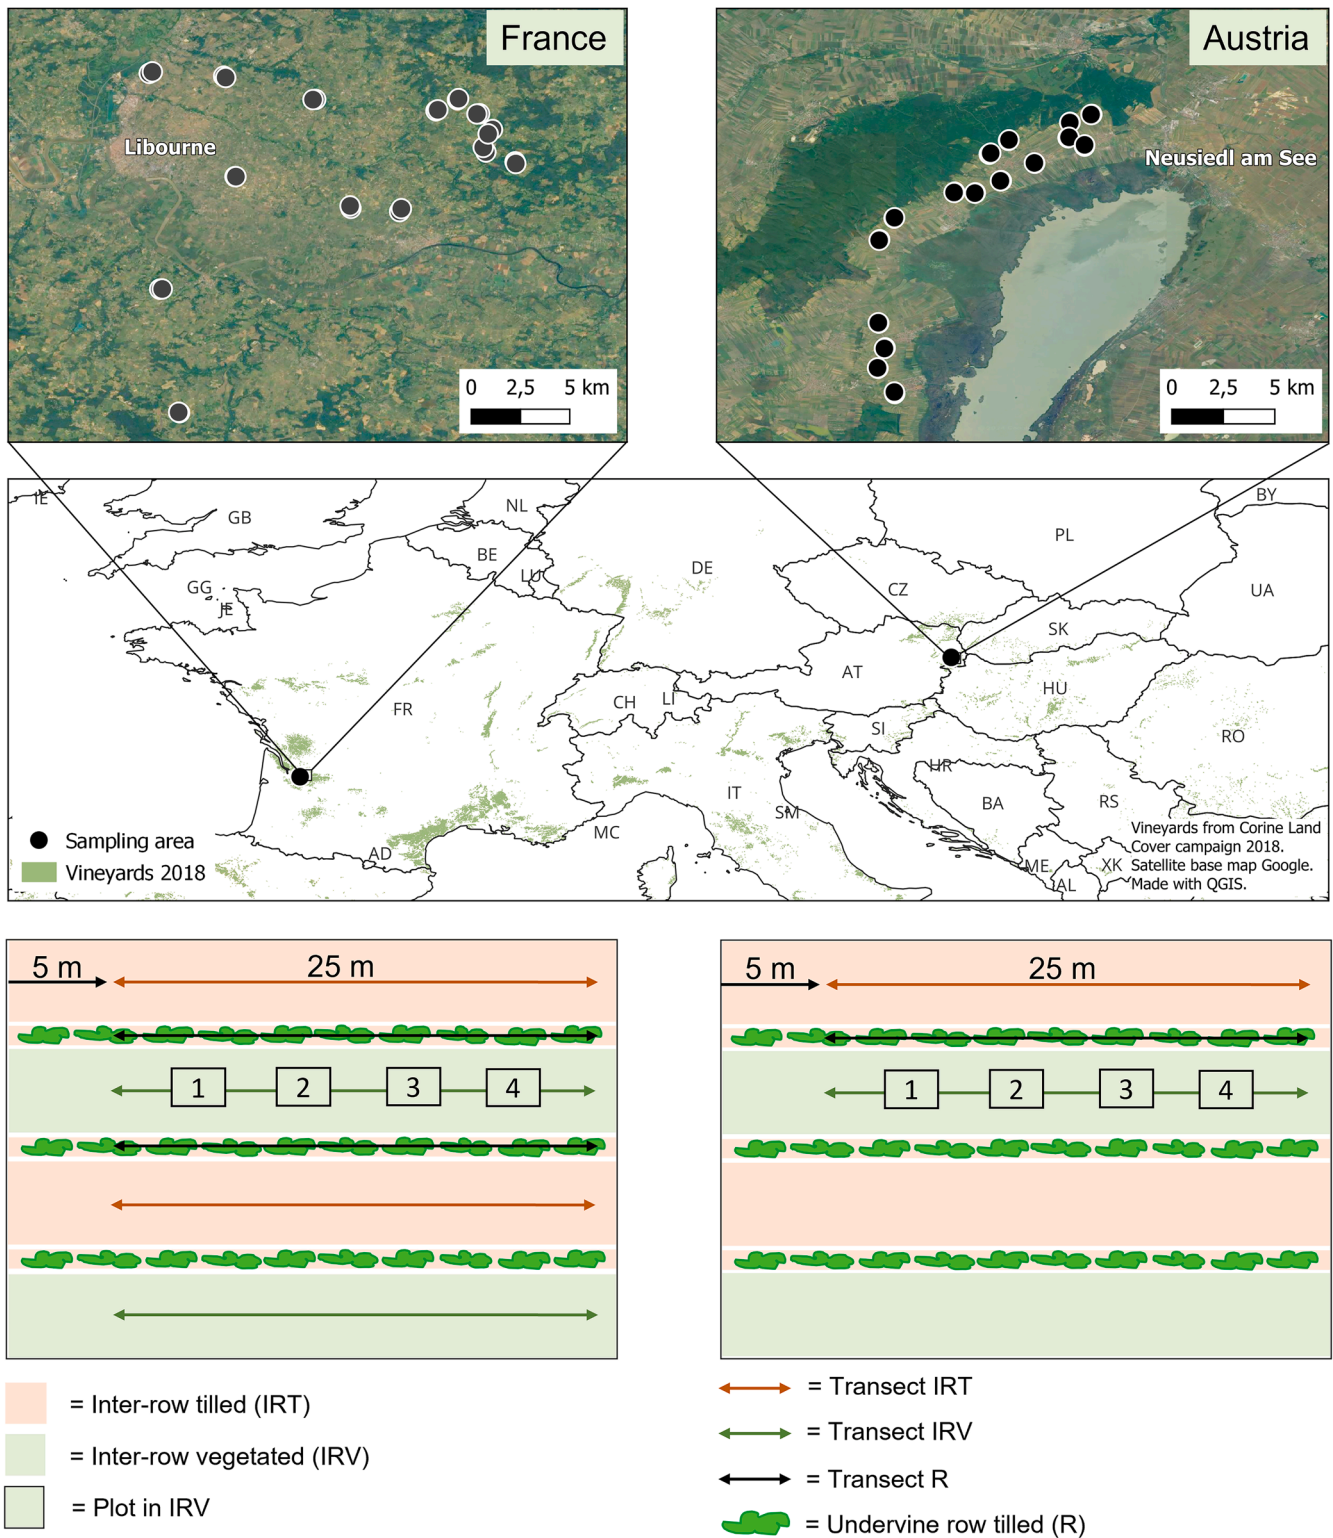 France
Libourne
0 2,5 5 km
Austria
Neusiedl am See
0 2,5 5 km
IE
GB
NL
BY
PL
BE
DE
LU
GG
JE
CZ
UA
SK
AT
HU
CH
LI
FR
SI
RO
HR
IT
BA
RS
SM
MC
AD
ME
XK
AL
Sampling area
Vineyards 2018
Vineyards from Corine Land
Cover campaign 2018.
Satellite base map Google.
Made with QGIS.
5 m 25 m
1 2 3 4
5 m 25 m
1 2 3 4
= Inter-row tilled (IRT)
= Inter-row vegetated (IRV)
= Plot in IRV
= Transect IRT
= Transect IRV
= Transect R
= Undervine row tilled (R)